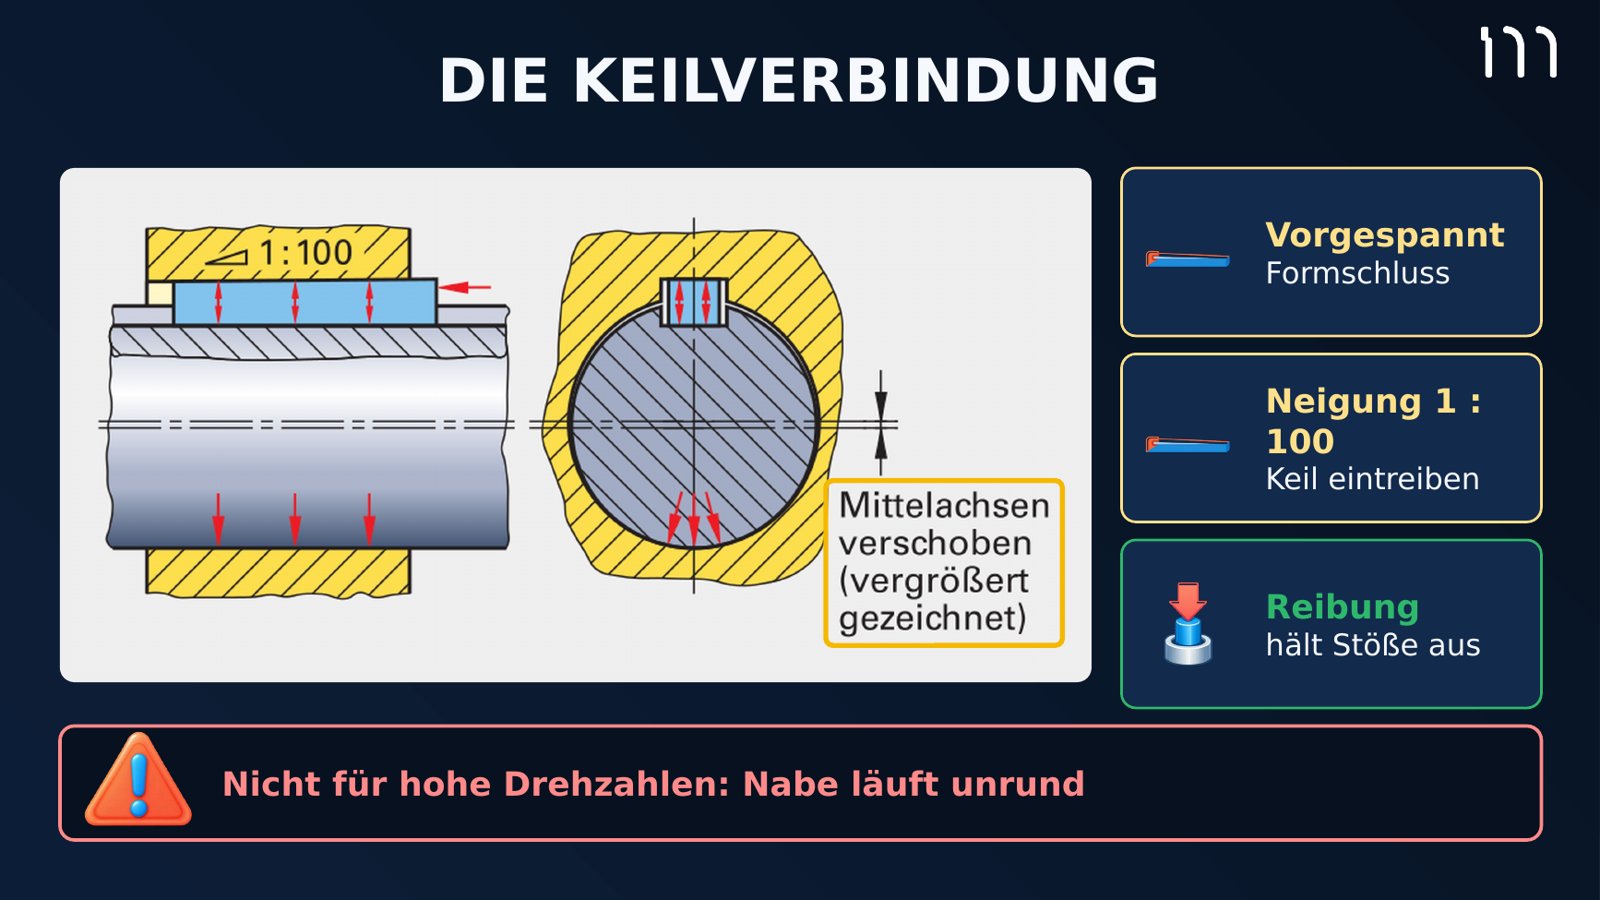 DIE KEILVERBINDUNG
m
1:100
Mittelachsen
verschoben
(vergrößert
gezeichnet)
Vorgespannt
Formschluss
Neigung 1 :
100
Keil eintreiben
Reibung
hält Stöße aus
Nicht für hohe Drehzahlen: Nabe läuft unrund